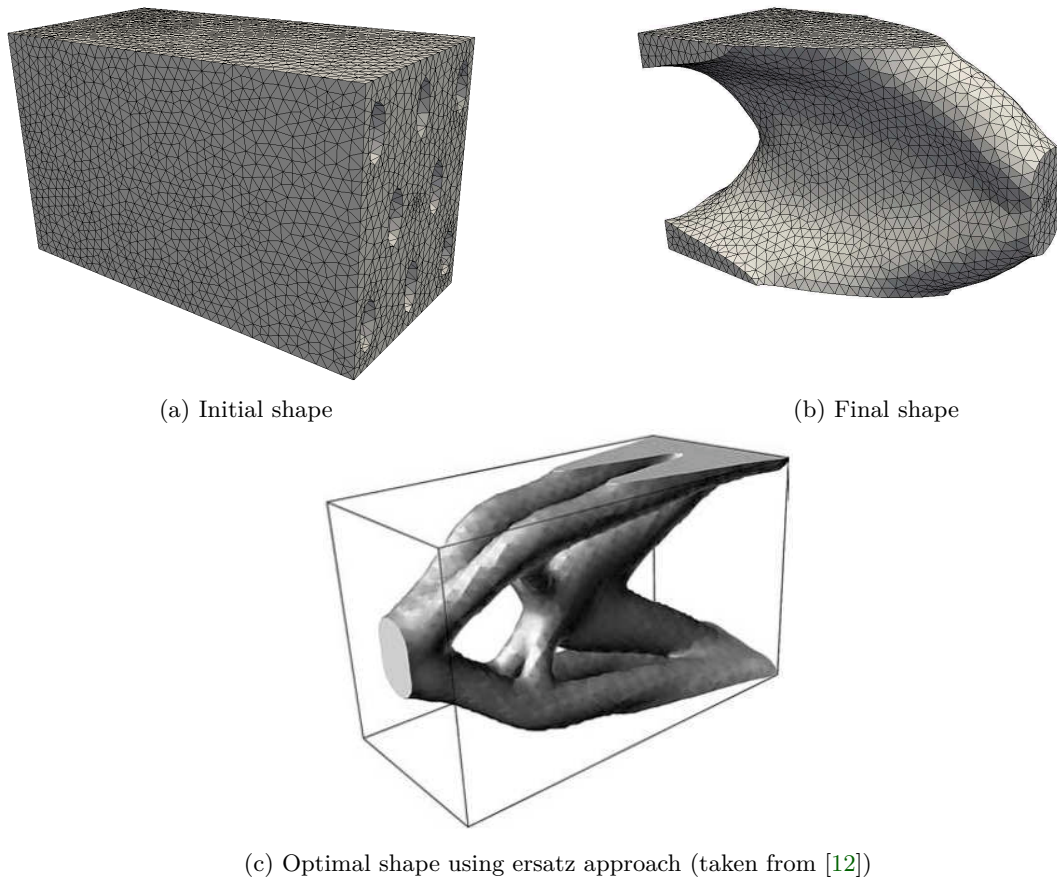 (a) Initial shape
(b) Final shape
(c) Optimal shape using ersatz approach (taken from [12])